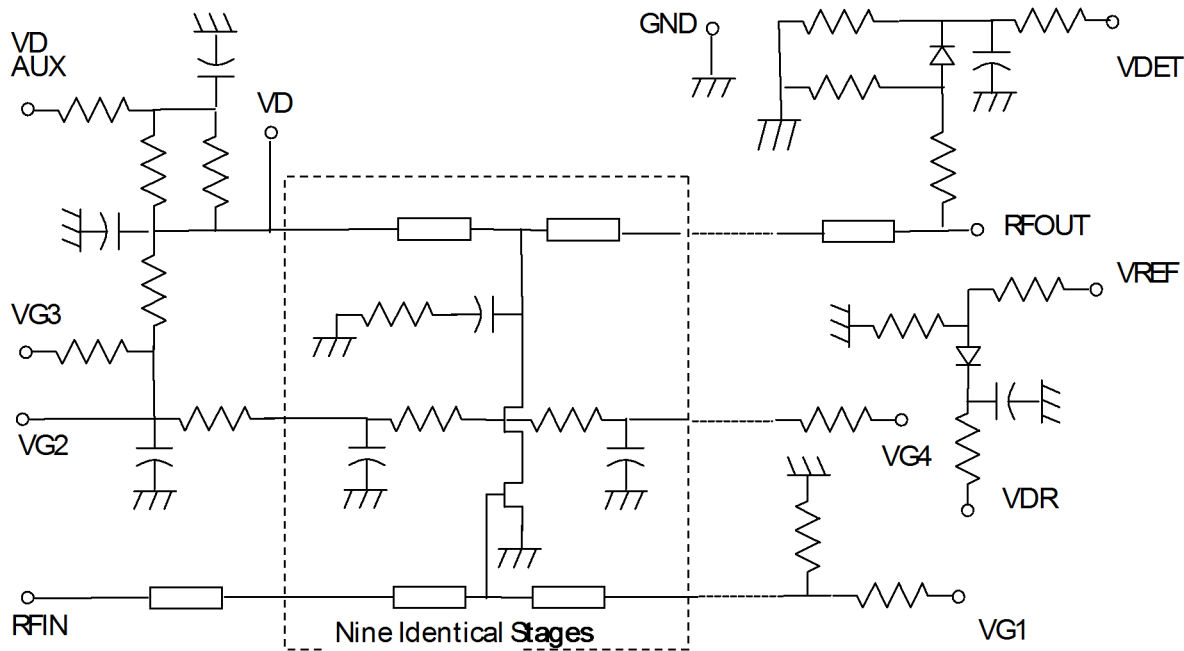 VD
AUX
VD
GND
VDET
RFOUT
VREF
VG3
VG2
VG4
VDR
RFIN
Nine Identical Stages
VG1